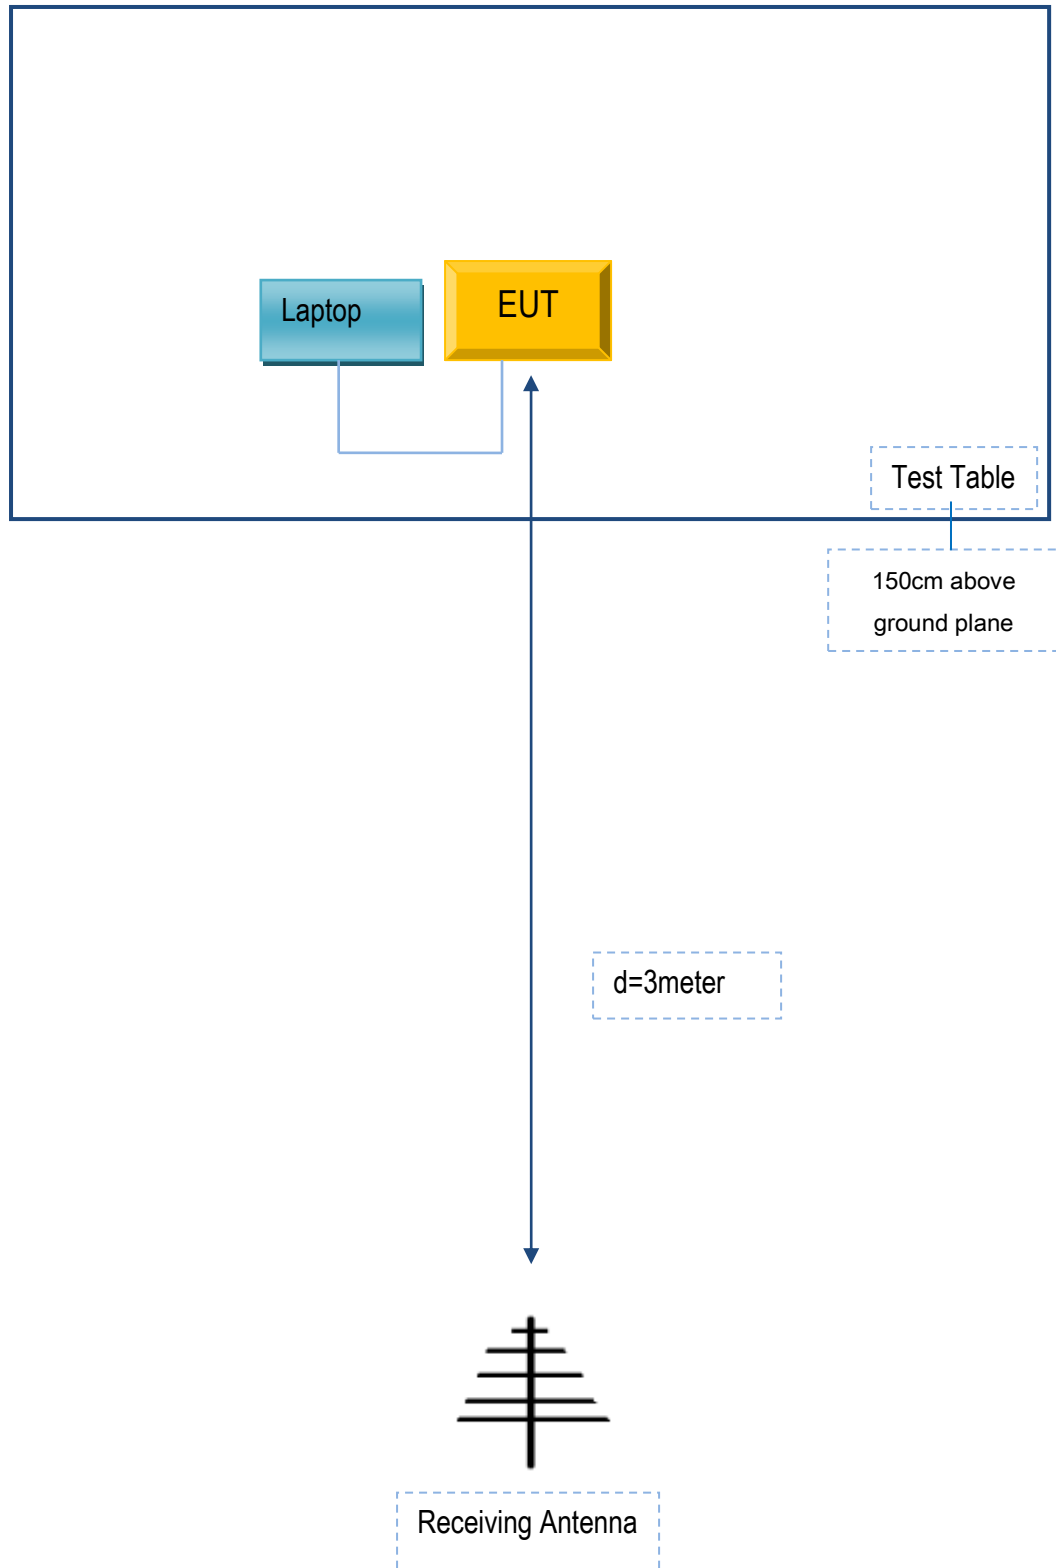 Laptop
EUT
Test Table
150cm above
ground plane
d=3meter
Receiving Antenna